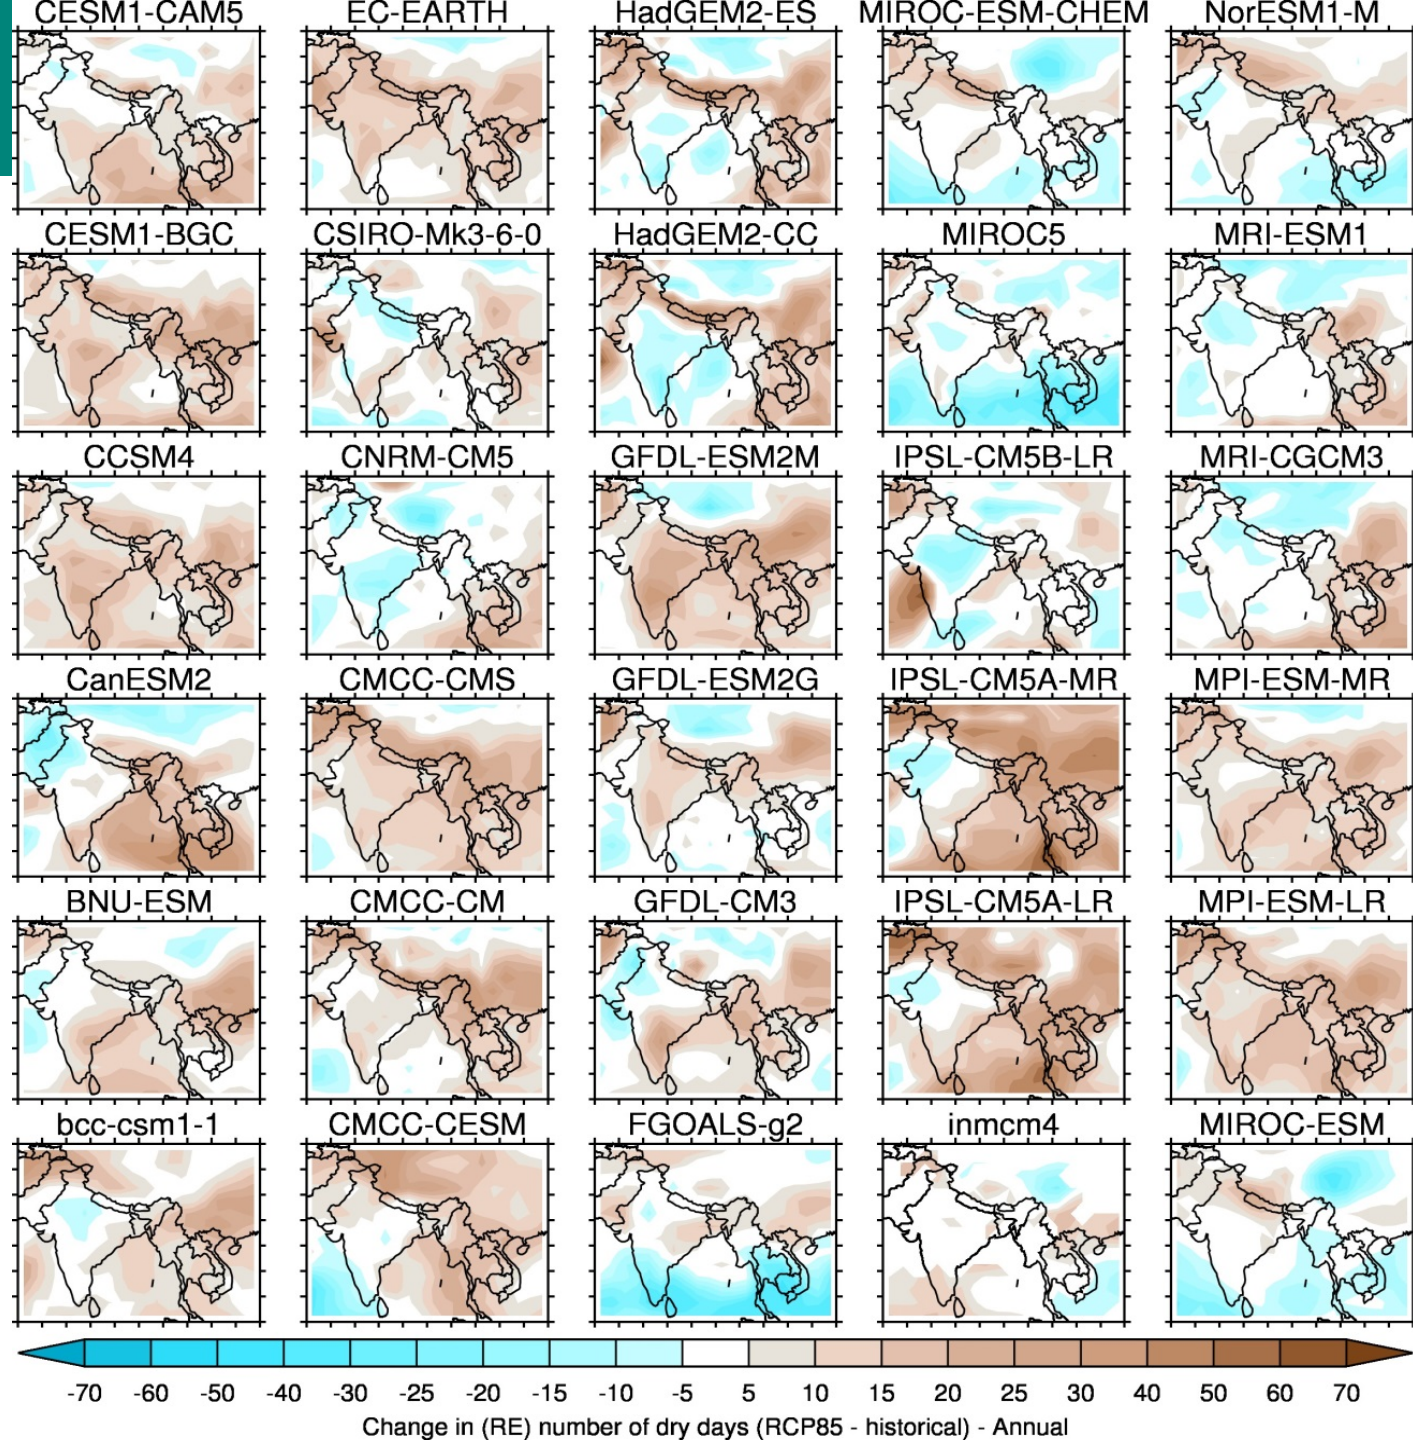 CESM1-CAM5 EC-EARTH HadGEM2-ES MIROC-ESM-CHEM NorESM1-M
CESM1-BGC CSIRO-Mk3-6-0 HadGEM2-CC MIROC5 MRI-ESM1
CCSM4 CNRM-CM5 GFDL-ESM2M IPSL-CM5B-LR MRI-CGCM3
CanESM2 CMCC-CMS GFDL-ESM2G IPSL-CM5A-MR MPI-ESM-MR
BNU-ESM CMCC-CM GFDL-CM3 IPSL-CM5A-LR MPI-ESM-LR
bcc-csm1-1 CMCC-CESM FGOALS-g2 inmcm4 MIROC-ESM
-70 -60 -50 -40 -30 -25 -20 -15 -10 -5 5 10 15 20 25 30 40 50 60 70
Change in (RE) number of dry days (RCP85 - historical) - Annual